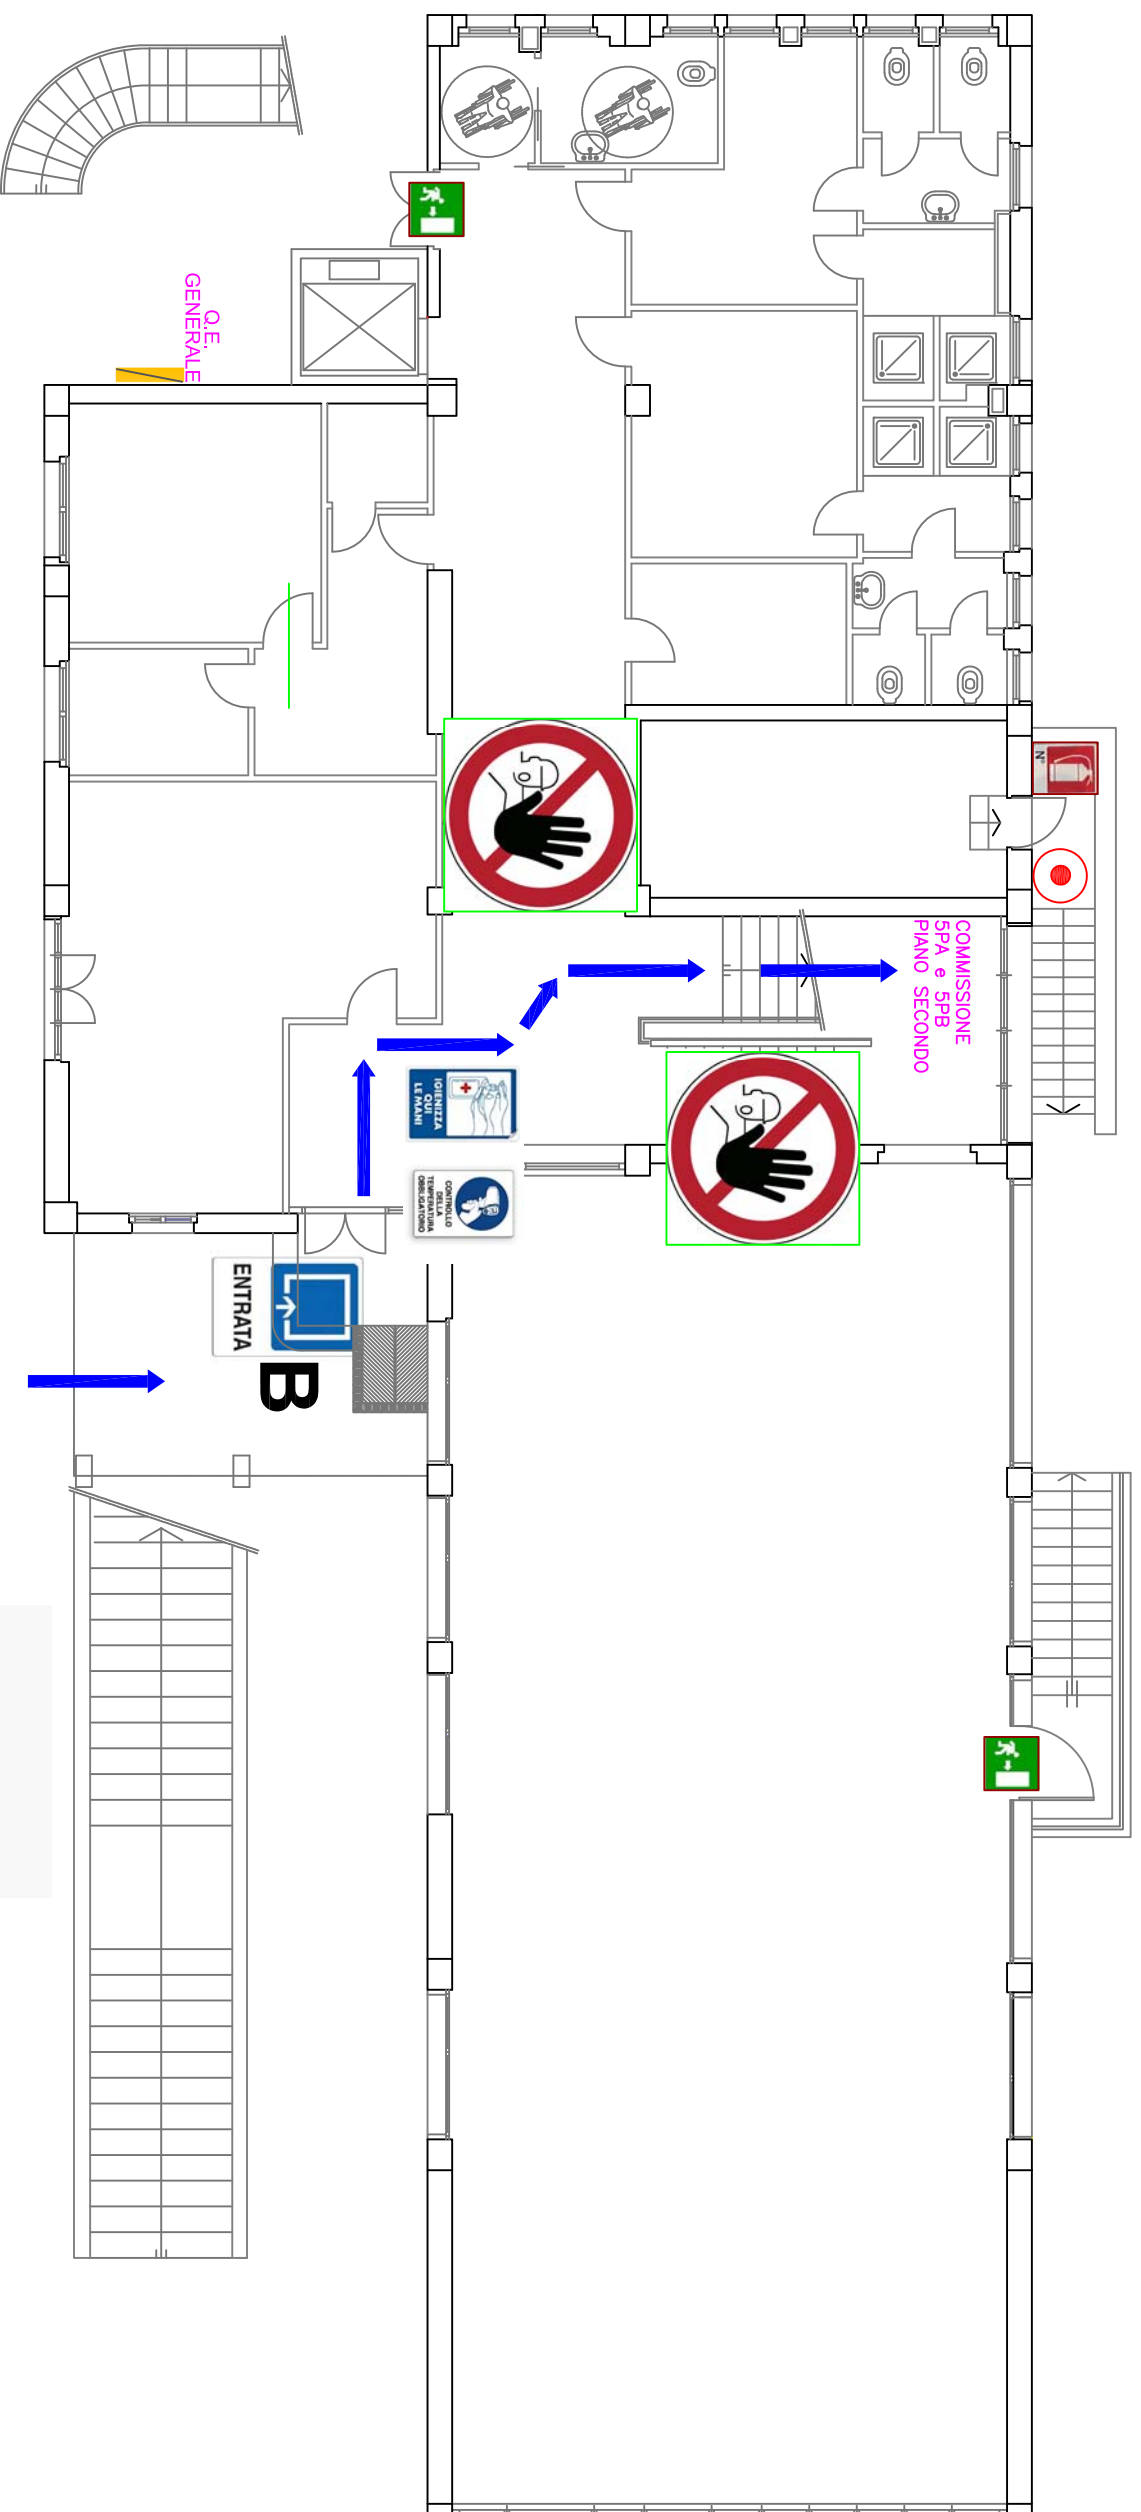 Q.E.
GENERALE
N°
COMMISSIONE
5PA e 5PB
PIANO SECONDO
IGIENIZZA
QUI
LE MANI
CONTROLLO
DELLA
TEMPERATURA
OBBLIGATORIO
ENTRATA
B